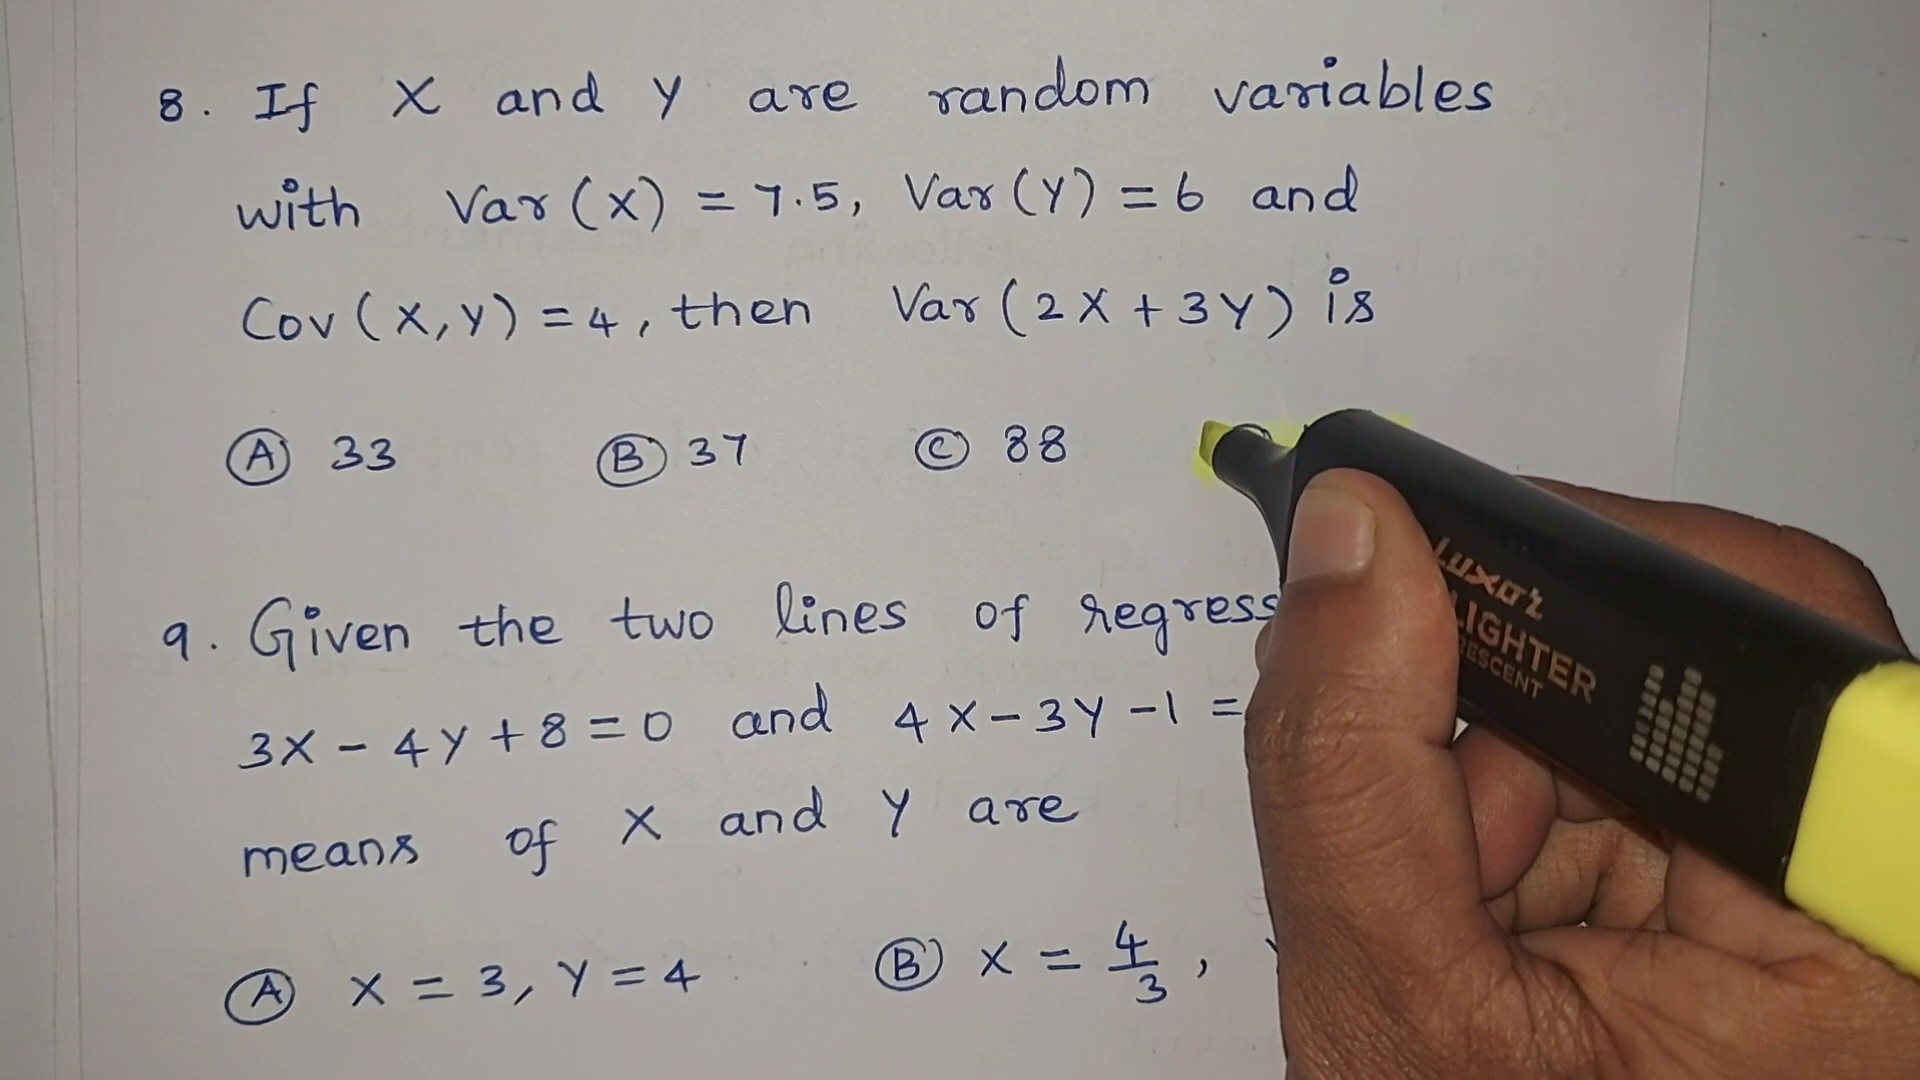 8. If X and Y are random variables
with Var(X) = 7.5, Var(Y) = 6 and
Cov(X,Y) = 4, then Var(2X+3Y) is
Ⓐ 33 Ⓑ 37 Ⓒ 88
9. Given the two lines of regress
3X - 4Y + 8 = 0 and 4X - 3Y - 1 =
means of X and Y are
Ⓐ X = 3, Y = 4 Ⓑ X = 4/3,
Luxor
LIGHTER
RESCENT